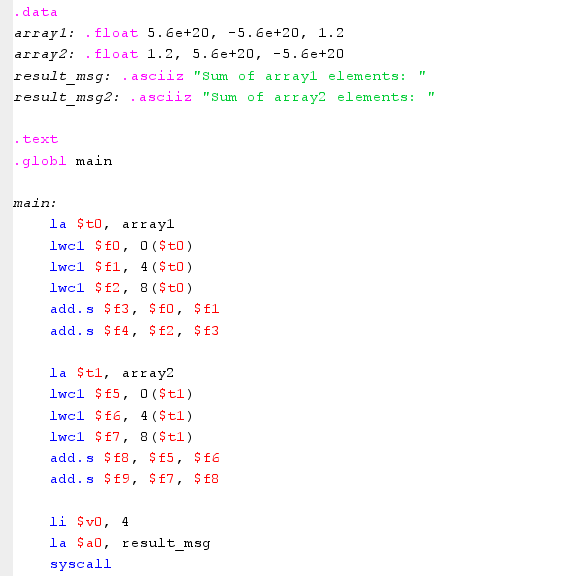 .data
array1: .float 5.6e+20, -5.6e+20, 1.2
array2: .float 1.2, 5.6e+20, -5.6e+20
result_msg: .asciiz "Sum of array1 elements: "
result_msg2: .asciiz "Sum of array2 elements: "
.text
.globl main
main:
la $t0, array1
lwc1 $f0, 0($t0)
lwc1 $f1, 4($t0)
lwc1 $f2, 8($t0)
add.s $f3, $f0, $f1
add.s $f4, $f2, $f3
la $t1, array2
lwc1 $f5, 0($t1)
lwc1 $f6, 4($t1)
lwc1 $f7, 8($t1)
add.s $f8, $f5, $f6
add.s $f9, $f7, $f8
li $v0, 4
la $a0, result_msg
syscall